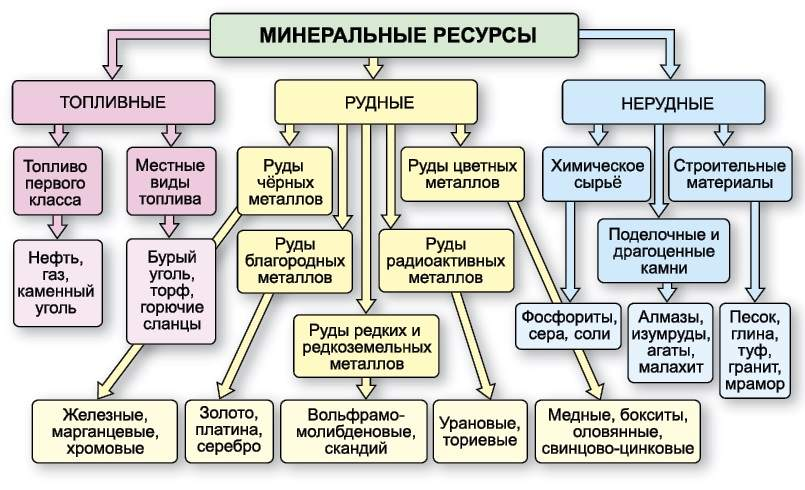 МИНЕРАЛЬНЫЕ РЕСУРСЫ
ТОПЛИВНЫЕ
РУДНЫЕ
НЕРУДНЫЕ
Топливо
первого
класса
Местные
виды
топлива
Руды
чёрных
металлов
Руды цветных
металлов
Химическое
сырьё
Строительные
материалы
Нефть,
газ,
каменный
уголь
Бурый
уголь,
торф,
горючие
сланцы
Руды
благородных
металлов
Руды
радиоактивных
металлов
Поделочные и
драгоценные
камни
Руды редких и
редкоземельных
металлов
Фосфориты,
сера, соли
Алмазы,
изумруды,
агаты,
малахит
Песок,
глина,
туф,
гранит,
мрамор
Железные,
марганцевые,
хромовые
Золото,
платина,
серебро
Вольфрамо-
молибденовые,
скандий
Урановые,
ториевые
Медные, бокситы,
оловянные,
свинцово-цинковые